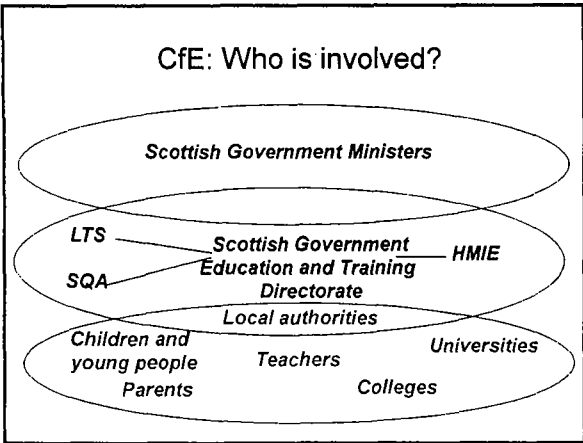 CfE: Who is involved?
Scottish Government Ministers
LTS
Scottish Government
HMIE
Education and Training
SQA
Directorate
Local authorities
Children and
young people
Teachers
Universities
Parents
Colleges